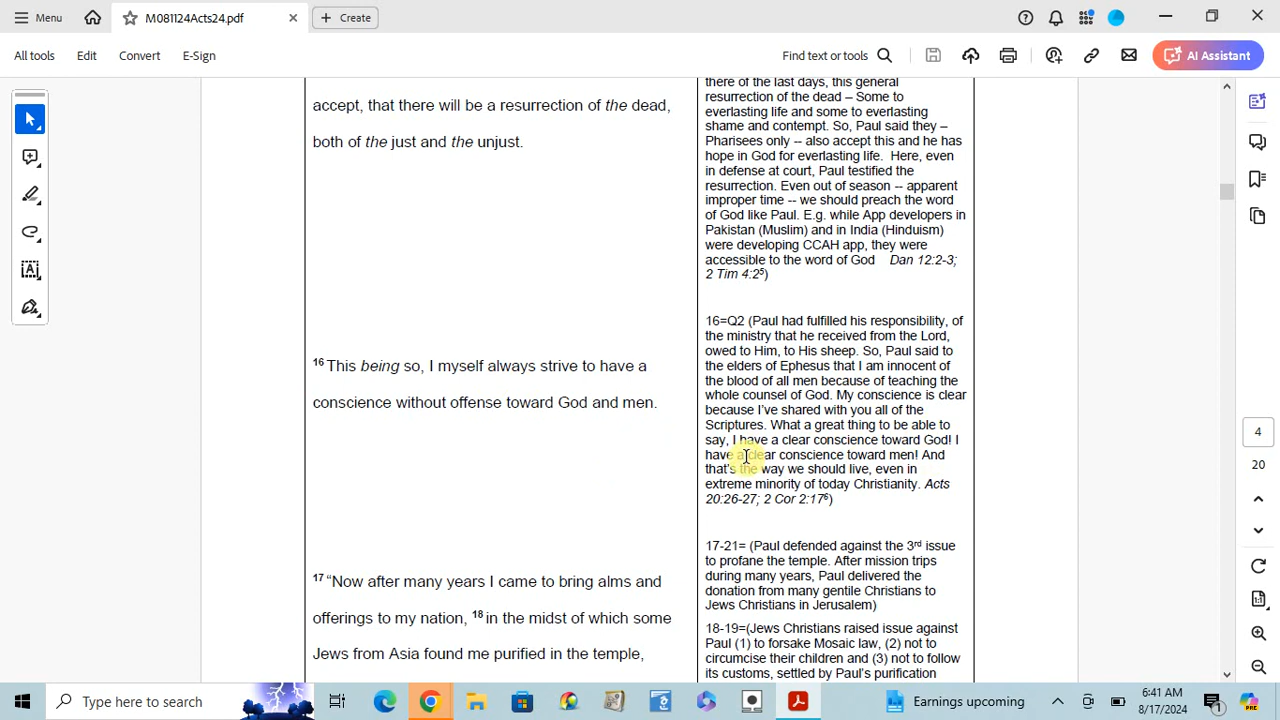 Menu
M081124Acts24.pdf
Create
All tools
Edit
Convert
E-Sign
Find text or tools
AI Assistant
accept, that there will be a resurrection of the dead,
both of the just and the unjust.
16 This being so, I myself always strive to have a
conscience without offense toward God and men.
17 “Now after many years I came to bring alms and
offerings to my nation, 18 in the midst of which some
Jews from Asia found me purified in the temple,
there of the last days, this general
resurrection of the dead – Some to
everlasting life and some to everlasting
shame and contempt. So, Paul said they –
Pharisees only -- also accept this and he has
hope in God for everlasting life. Here, even
in defense at court, Paul testified the
resurrection. Even out of season -- apparent
improper time -- we should preach the word
of God like Paul. E.g. while App developers in
Pakistan (Muslim) and in India (Hinduism)
were developing CCAH app, they were
accessible to the word of God Dan 12:2-3;
2 Tim 4:2⁵)
16=Q2 (Paul had fulfilled his responsibility, of
the ministry that he received from the Lord,
owed to Him, to His sheep. So, Paul said to
the elders of Ephesus that I am innocent of
the blood of all men because of teaching the
whole counsel of God. My conscience is clear
because I’ve shared with you all of the
Scriptures. What a great thing to be able to
say, I have a clear conscience toward God! I
have a clear conscience toward men! And
that’s the way we should live, even in
extreme minority of today Christianity. Acts
20:26-27; 2 Cor 2:17⁶)
17-21= (Paul defended against the 3rd issue
to profane the temple. After mission trips
during many years, Paul delivered the
donation from many gentile Christians to
Jews Christians in Jerusalem)
18-19=(Jews Christians raised issue against
Paul (1) to forsake Mosaic law, (2) not to
circumcise their children and (3) not to follow
its customs, settled by Paul’s purification
4
20
Type here to search
Earnings upcoming
6:41 AM
8/17/2024
1
PRE